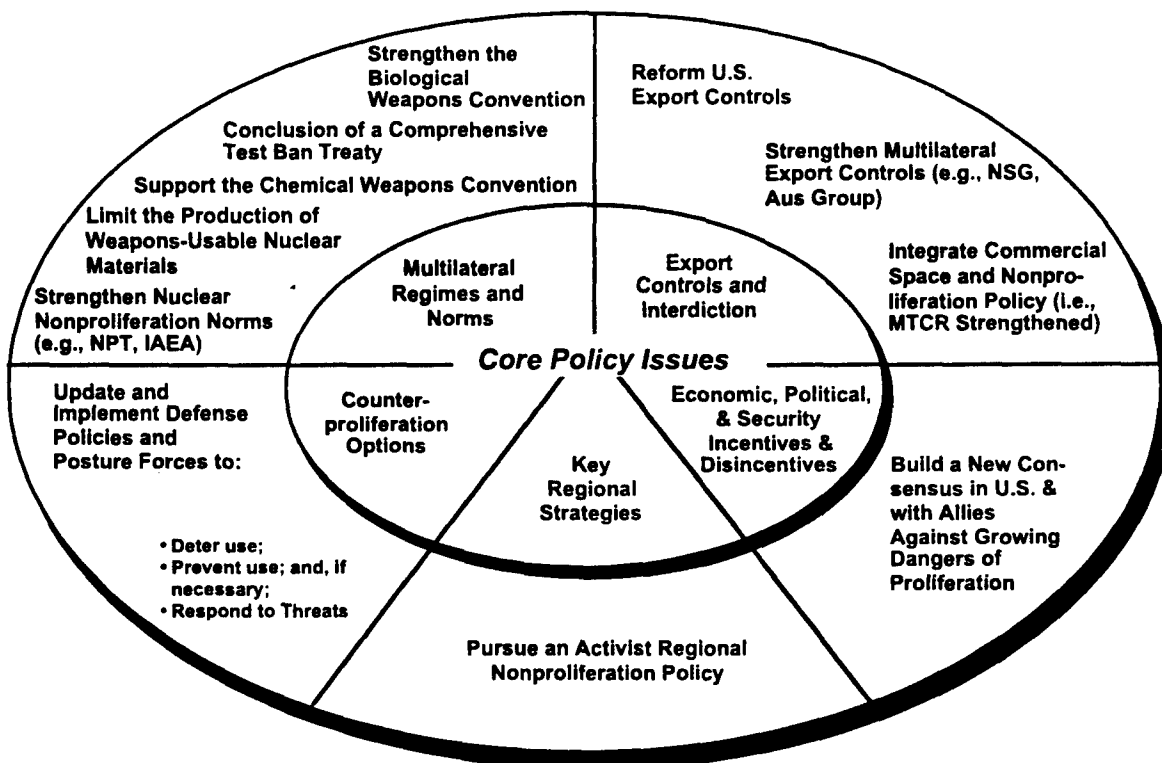 Strengthen the
Biological
Weapons Convention
Conclusion of a Comprehensive
Test Ban Treaty
Support the Chemical Weapons Convention
Limit the Production of
Weapons-Usable Nuclear
Materials
Strengthen Nuclear
Nonproliferation Norms
(e.g., NPT, IAEA)
Reform U.S.
Export Controls
Strengthen Multilateral
Export Controls (e.g., NSG,
Aus Group)
Integrate Commercial
Space and Nonpro-
liferation Policy (i.e.,
MTCR Strengthened)
Multilateral
Regimes and
Norms
Export
Controls and
Interdiction
Core Policy Issues
Counter-
proliferation
Options
Key
Regional
Strategies
Economic, Political,
& Security
Incentives &
Disincentives
Update and
Implement Defense
Policies and
Posture Forces to:
• Deter use;
• Prevent use; and, if
necessary;
• Respond to Threats
Pursue an Activist Regional
Nonproliferation Policy
Build a New Con-
sensus in U.S. &
with Allies
Against Growing
Dangers of
Proliferation